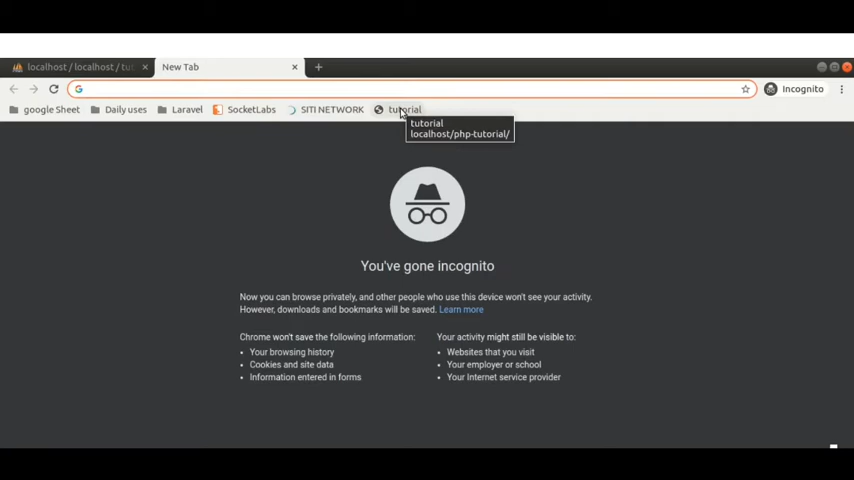 localhost / localhost / tut
New Tab
Incognito
google Sheet
Daily uses
Laravel
SocketLabs
SITI NETWORK
tutorial
tutorial
localhost/php-tutorial/
You've gone incognito
Now you can browse privately, and other people who use this device won't see your activity.
However, downloads and bookmarks will be saved. Learn more
Chrome won't save the following information:
• Your browsing history
• Cookies and site data
• Information entered in forms
Your activity might still be visible to:
• Websites that you visit
• Your employer or school
• Your Internet service provider